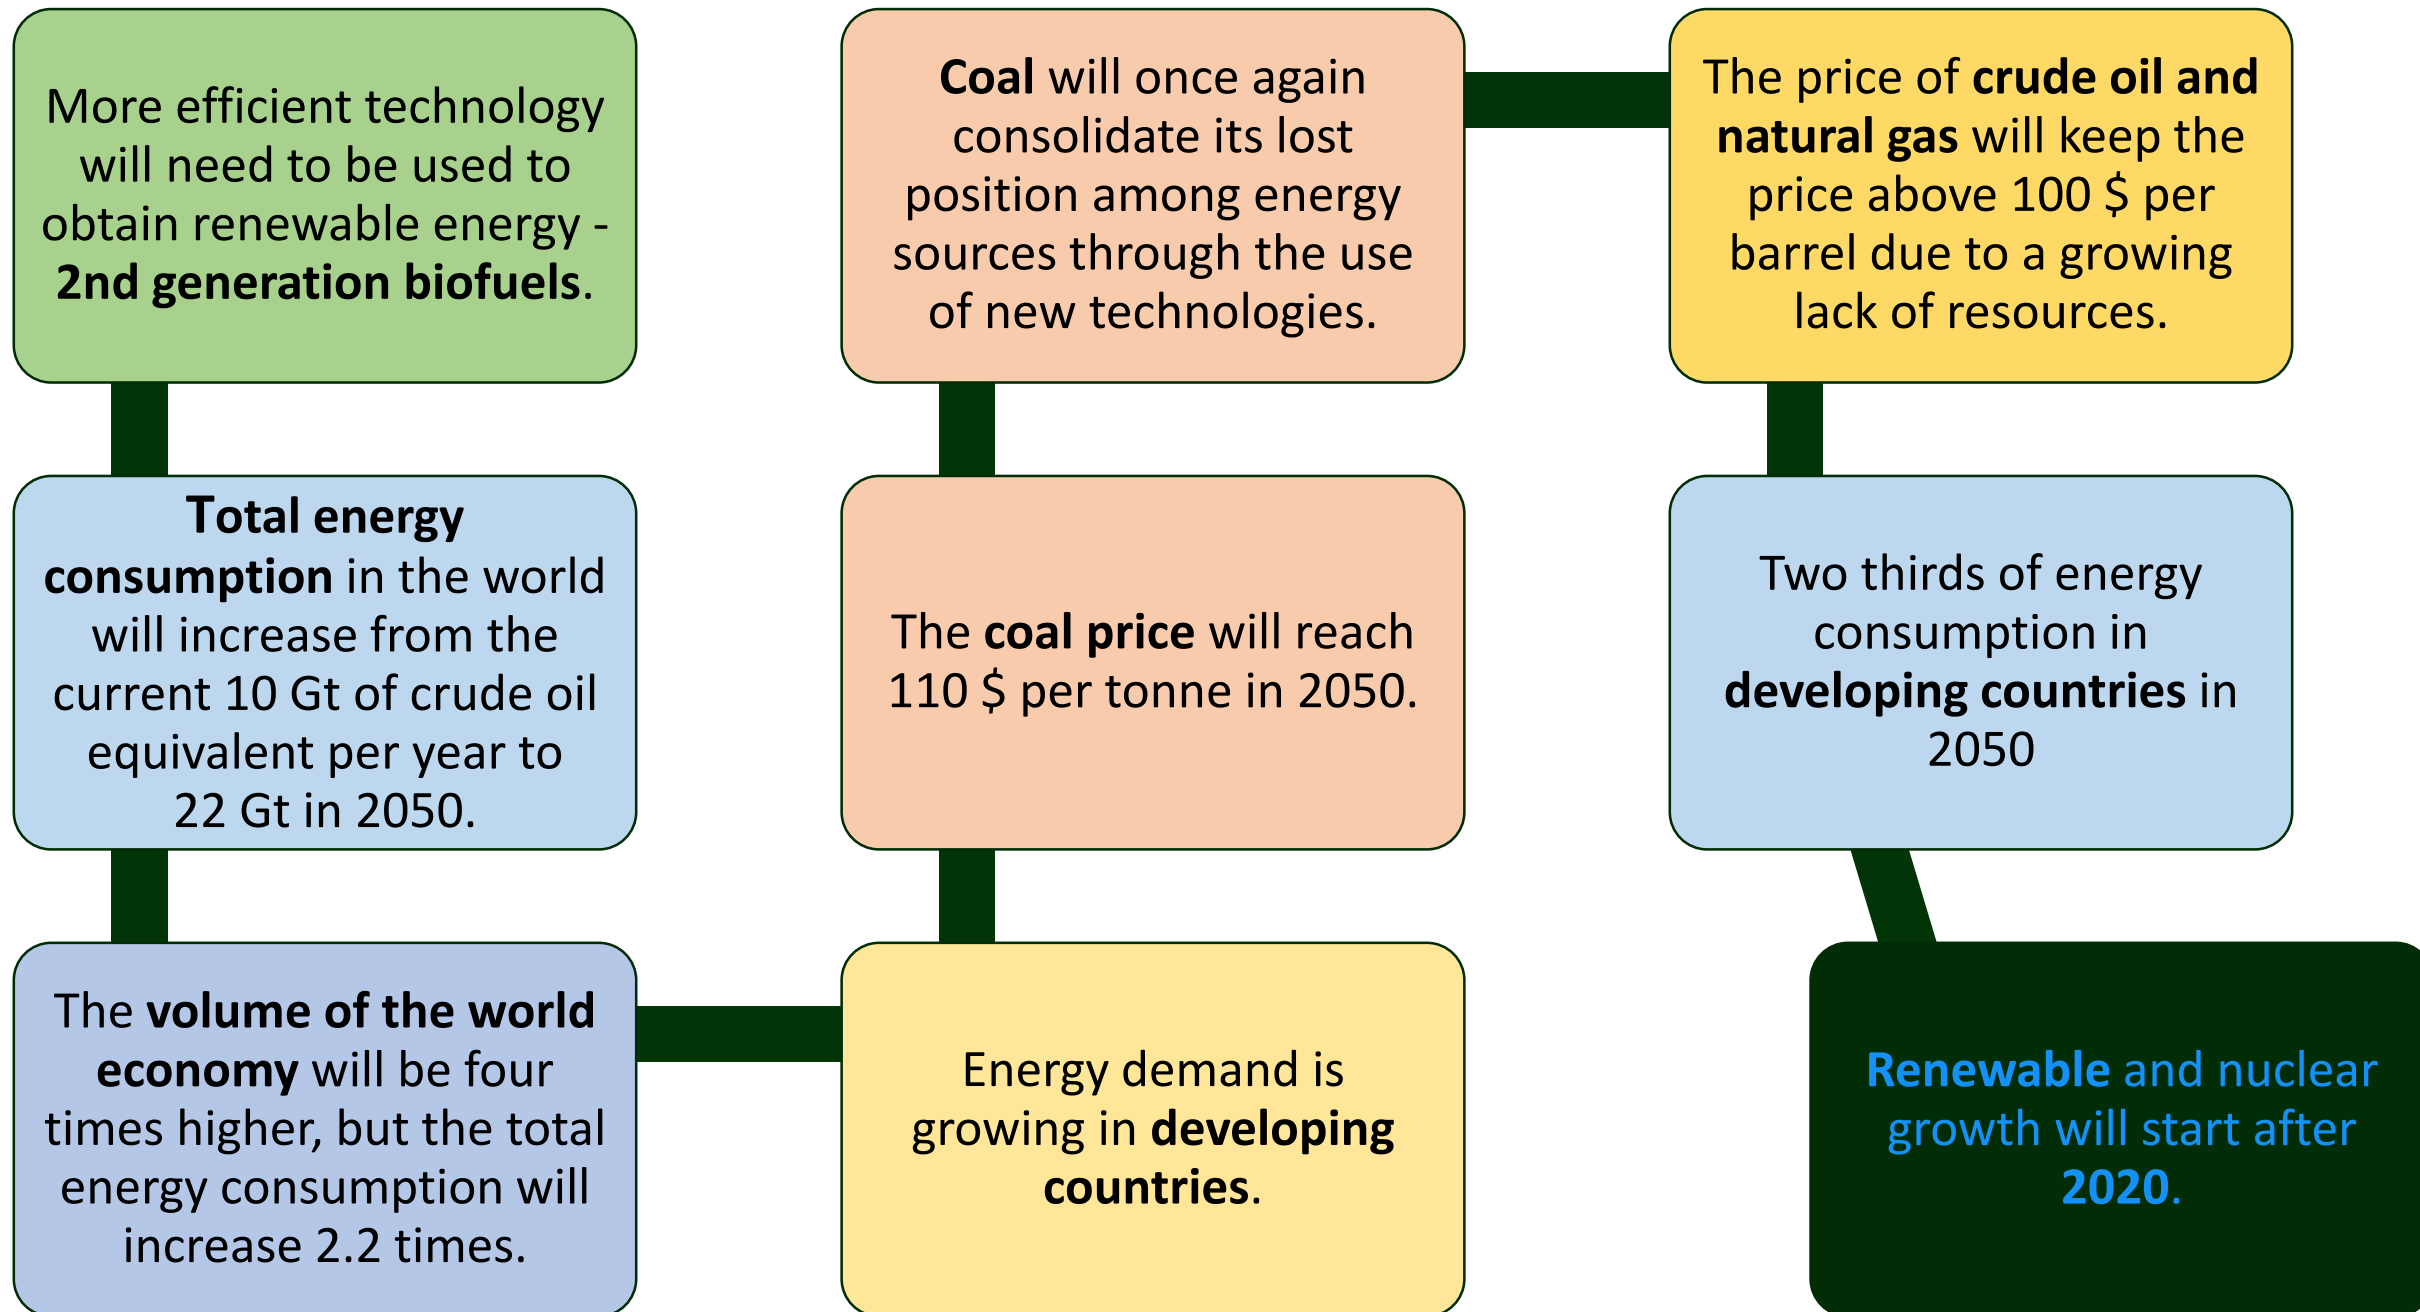 More efficient technology
will need to be used to
obtain renewable energy -
2nd generation biofuels.
Total energy
consumption in the world
will increase from the
current 10 Gt of crude oil
equivalent per year to
22 Gt in 2050.
The volume of the world
economy will be four
times higher, but the total
energy consumption will
increase 2.2 times.
Energy demand is
growing in developing
countries.
The coal price will reach
110 $ per tonne in 2050.
Coal will once again
consolidate its lost
position among energy
sources through the use
of new technologies.
The price of crude oil and
natural gas will keep the
price above 100 $ per
barrel due to a growing
lack of resources.
Two thirds of energy
consumption in
developing countries in
2050
Renewable and nuclear
growth will start after
2020.